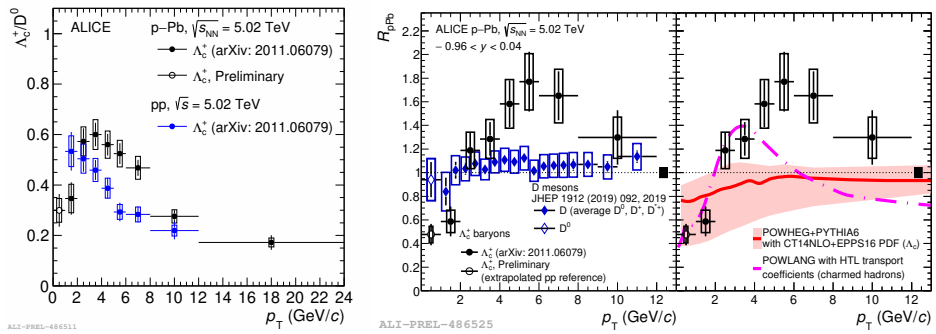 Λc+/D0
ALICE
p−Pb, √sNN = 5.02 TeV
Λc+ (arXiv: 2011.06079)
Λc+, Preliminary
pp, √s = 5.02 TeV
Λc+ (arXiv: 2011.06079)
1
0.8
0.6
0.4
0.2
0
0 2 4 6 8 10 12 14 16 18 20 22 24
pT (GeV/c)
ALI-PREL-486511
RpPb
ALICE p−Pb, √sNN = 5.02 TeV
− 0.96 < y < 0.04
2.4
2.2
2
1.8
1.6
1.4
1.2
1
0.8
0.6
0.4
0.2
0
D mesons
JHEP 1912 (2019) 092, 2019
D (average D0, D+, D*+)
D0
Λc+ baryons
Λc+ (arXiv: 2011.06079)
Λc+, Preliminary
(extrapolated pp reference)
2 4 6 8 10 12
pT (GeV/c)
POWHEG+PYTHIA6
with CT14NLO+EPPS16 PDF (Λc)
POWLANG with HTL transport
coefficients (charmed hadrons)
2 4 6 8 10 12
pT (GeV/c)
ALI-PREL-486525